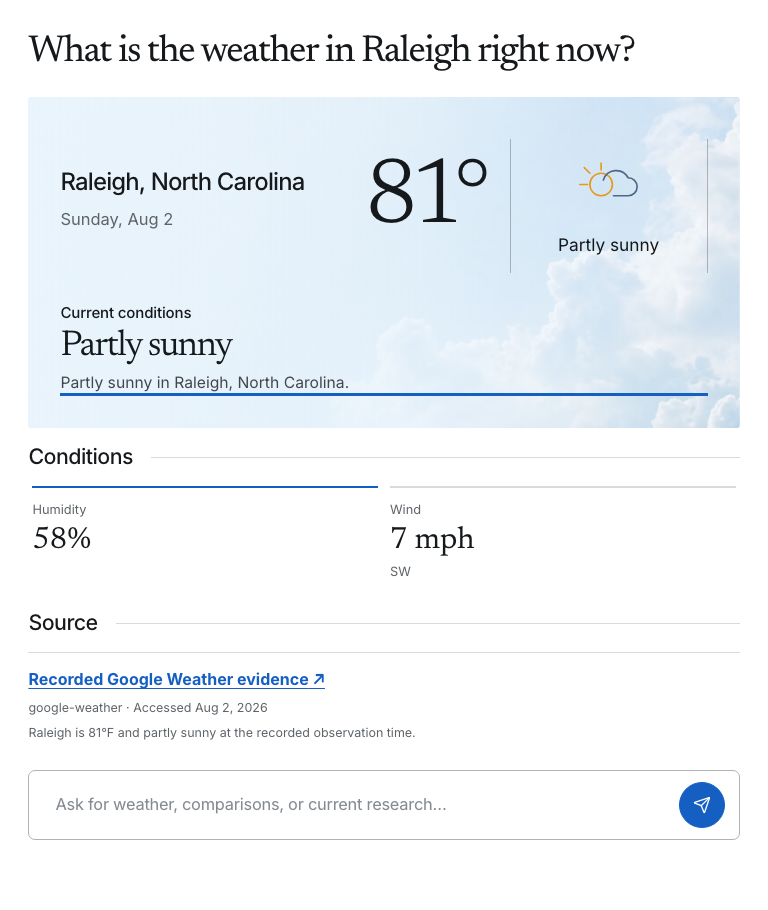 What is the weather in Raleigh right now?
Raleigh, North Carolina
Sunday, Aug 2
81°
Partly sunny
Current conditions
Partly sunny
Partly sunny in Raleigh, North Carolina.
Conditions
Humidity
58%
Wind
7 mph
SW
Source
Recorded Google Weather evidence ↗
google-weather · Accessed Aug 2, 2026
Raleigh is 81°F and partly sunny at the recorded observation time.
Ask for weather, comparisons, or current research...